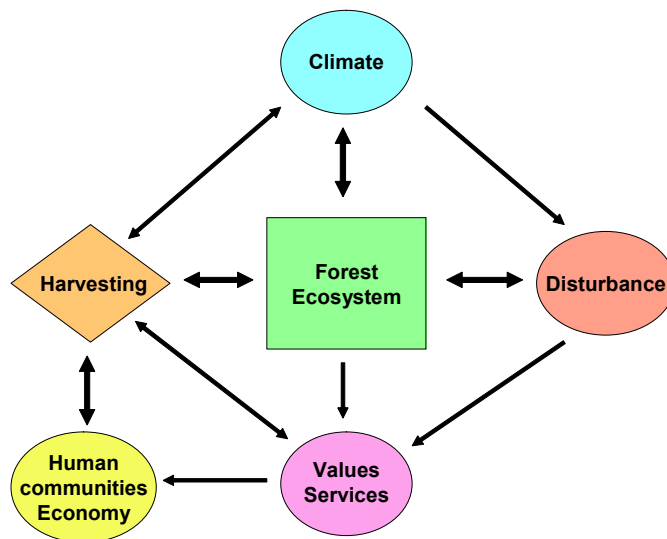 Climate
Harvesting
Forest
Ecosystem
Disturbance
Human
communities
Economy
Values
Services